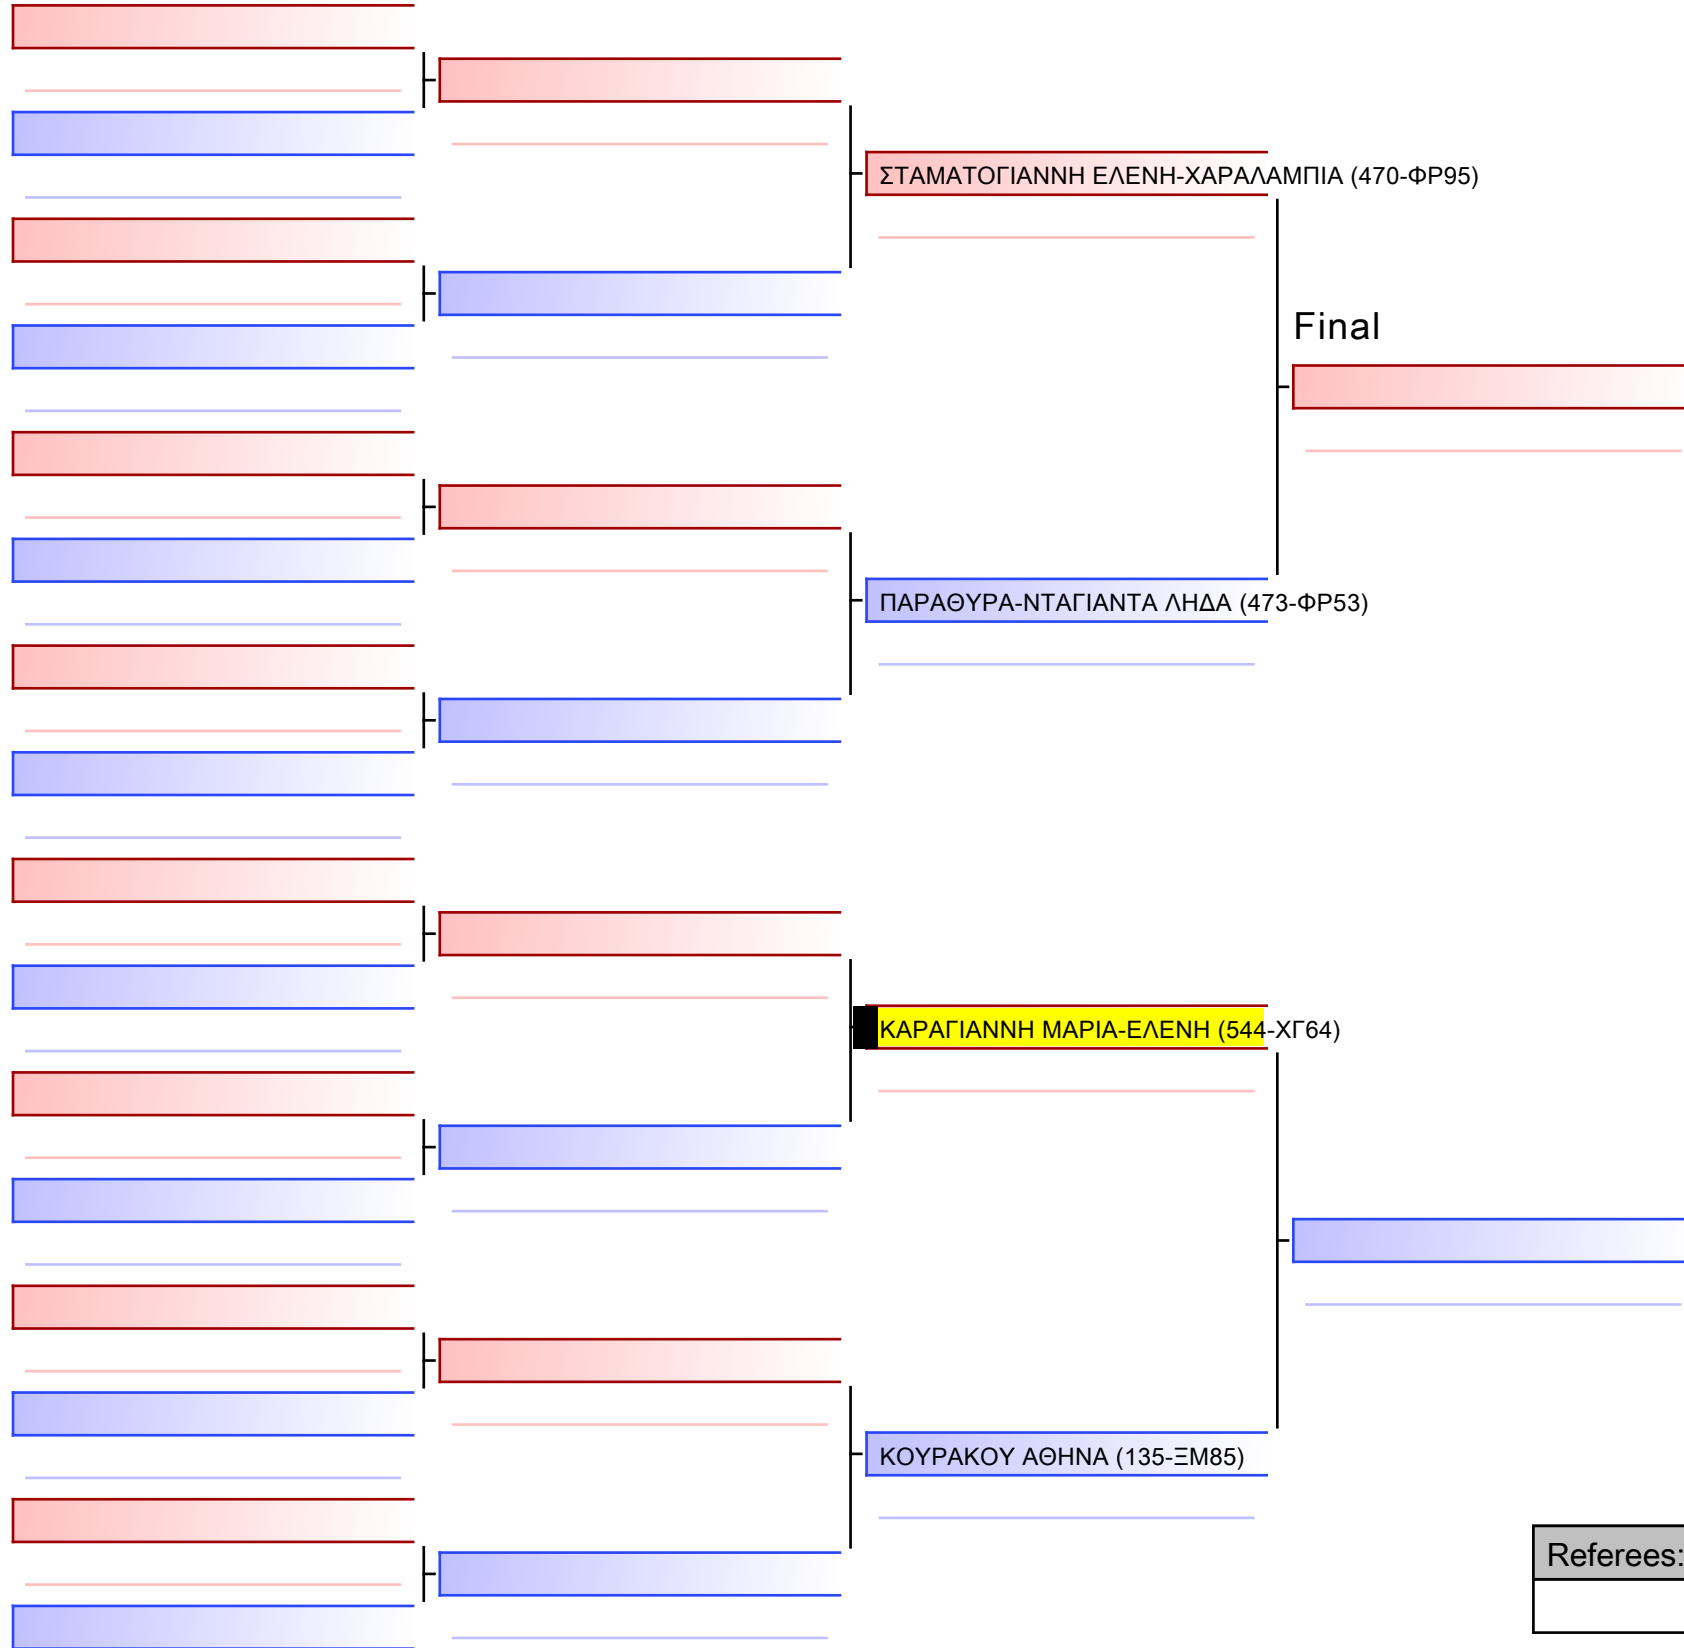 ΣΤΑΜΑΤΟΓΙΑΝΝΗ ΕΛΕΝΗ-ΧΑΡΑΛΑΜΠΙΑ (470-ΦΡ95)
Final
ΠΑΡΑΘΥΡΑ-ΝΤΑΓΙΑΝΤΑ ΛΗΔΑ (473-ΦΡ53)
ΚΑΡΑΓΙΑΝΝΗ ΜΑΡΙΑ-ΕΛΕΝΗ (544-ΧΓ64)
ΚΟΥΡΑΚΟΥ ΑΘΗΝΑ (135-ΞΜ85)
Referees: